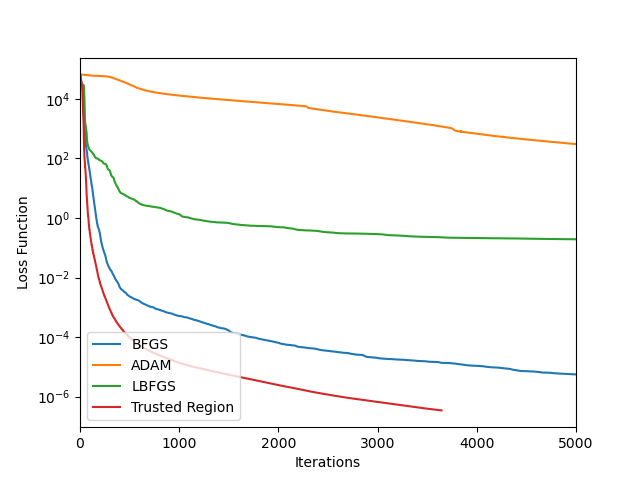 Loss Function
10^4
10^2
10^0
10^−2
10^−4
10^−6
BFGS
ADAM
LBFGS
Trusted Region
0 1000 2000 3000 4000 5000
Iterations